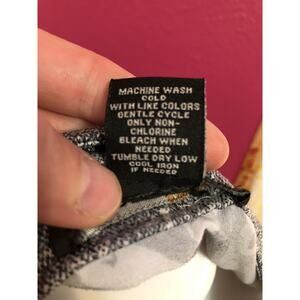 MACHINE WASH
COLD
WITH LIKE COLORS
GENTLE CYCLE
ONLY NON-
CHLORINE
BLEACH WHEN
NEEDED
TUMBLE DRY LOW
COOL IRON
IF NEEDED